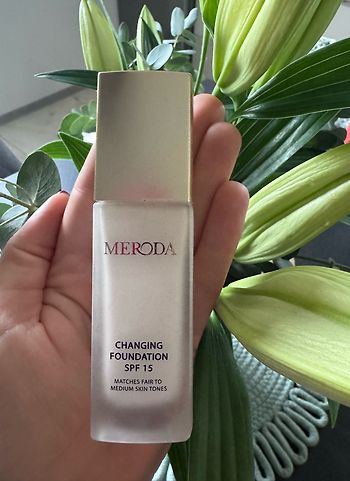 MERODA
CHANGING
FOUNDATION
SPF 15
MATCHES FAIR TO
MEDIUM SKIN TONES